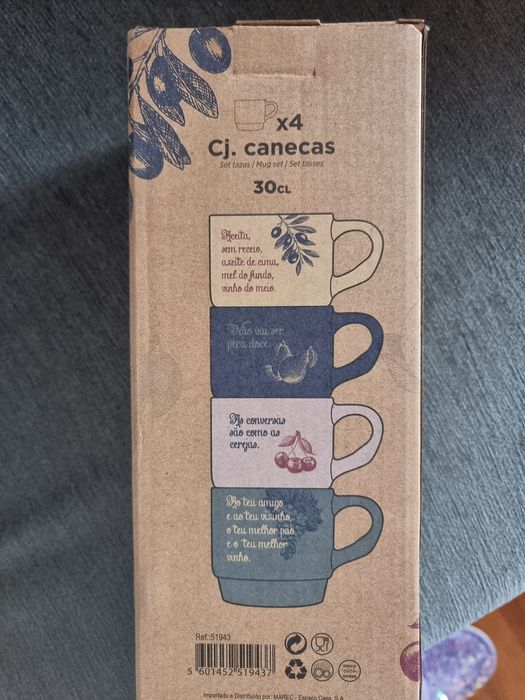 x4
Cj. canecas
Set tazas / Mug set / Set tasses
30CL
Aceita,
sem receio,
azeite de cima,
mel do fundo,
vinho do meio.
Não vai ser
pera doce.
As conversas
são como as
cerejas.
Ao teu amigo
e ao teu vizinho,
o teu melhor pão
e o teu melhor
vinho.
Ref.:51943
5 601452 519437
Importado e Distribuído por: MAREC - Espaço Casa, S.A